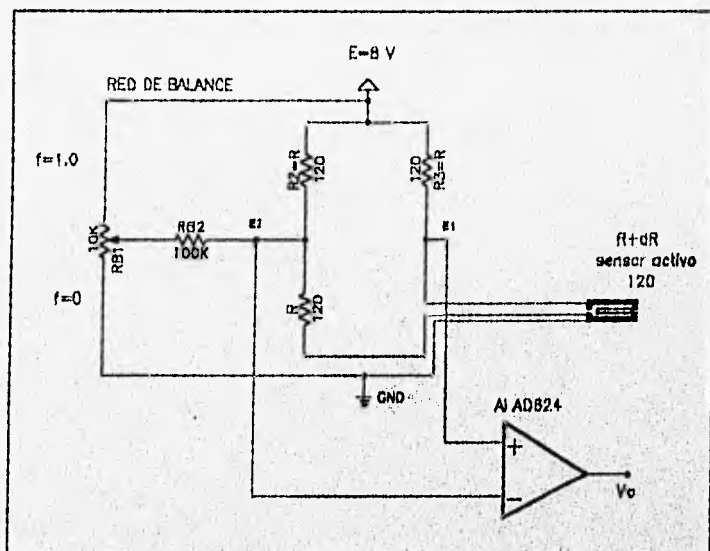 E=8 V
RED DE BALANCE
f=1.0
R2=R
120
120
R3=R
10K
RB1
RB2
100K
E2
E1
f=0
R
120
R+dR
sensor activo
120
GND
AI AD624
+
−
Vo